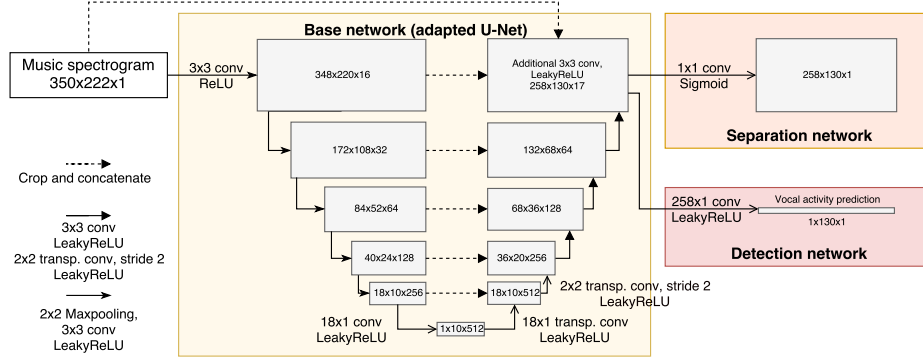 Base network (adapted U-Net)
Music spectrogram
350x222x1
3x3 conv
ReLU
348x220x16
Additional 3x3 conv,
LeakyReLU
258x130x17
1x1 conv
Sigmoid
258x130x1
Separation network
172x108x32
132x68x64
Crop and concatenate
84x52x64
68x36x128
258x1 conv
LeakyReLU
Vocal activity prediction
1x130x1
Detection network
3x3 conv
LeakyReLU
2x2 transp. conv, stride 2
LeakyReLU
40x24x128
36x20x256
18x10x256
18x10x512
2x2 transp. conv, stride 2
LeakyReLU
2x2 Maxpooling,
3x3 conv
LeakyReLU
18x1 conv
LeakyReLU
1x10x512
18x1 transp. conv
LeakyReLU